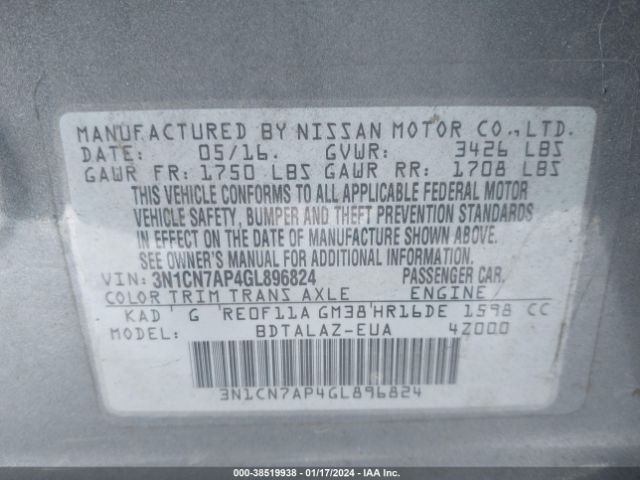 MANUFACTURED BY NISSAN MOTOR CO., LTD.
DATE: 05/16. GVWR: 3426 LBS
GAWR FR: 1750 LBS GAWR RR: 1708 LBS
THIS VEHICLE CONFORMS TO ALL APPLICABLE FEDERAL MOTOR
VEHICLE SAFETY, BUMPER AND THEFT PREVENTION STANDARDS
IN EFFECT ON THE DATE OF MANUFACTURE SHOWN ABOVE.
SEE OWNER'S MANUAL FOR ADDITIONAL INFORMATION.
VIN: 3N1CN7AP4GL896824 PASSENGER CAR.
COLOR TRIM TRANS AXLE ENGINE
KAD G RE0F11A GM38 HR16DE 1598 CC
MODEL: BDTALAZ-EUA 4Z000
3N1CN7AP4GL896824
000-38519938 - 01/17/2024 - IAA Inc.